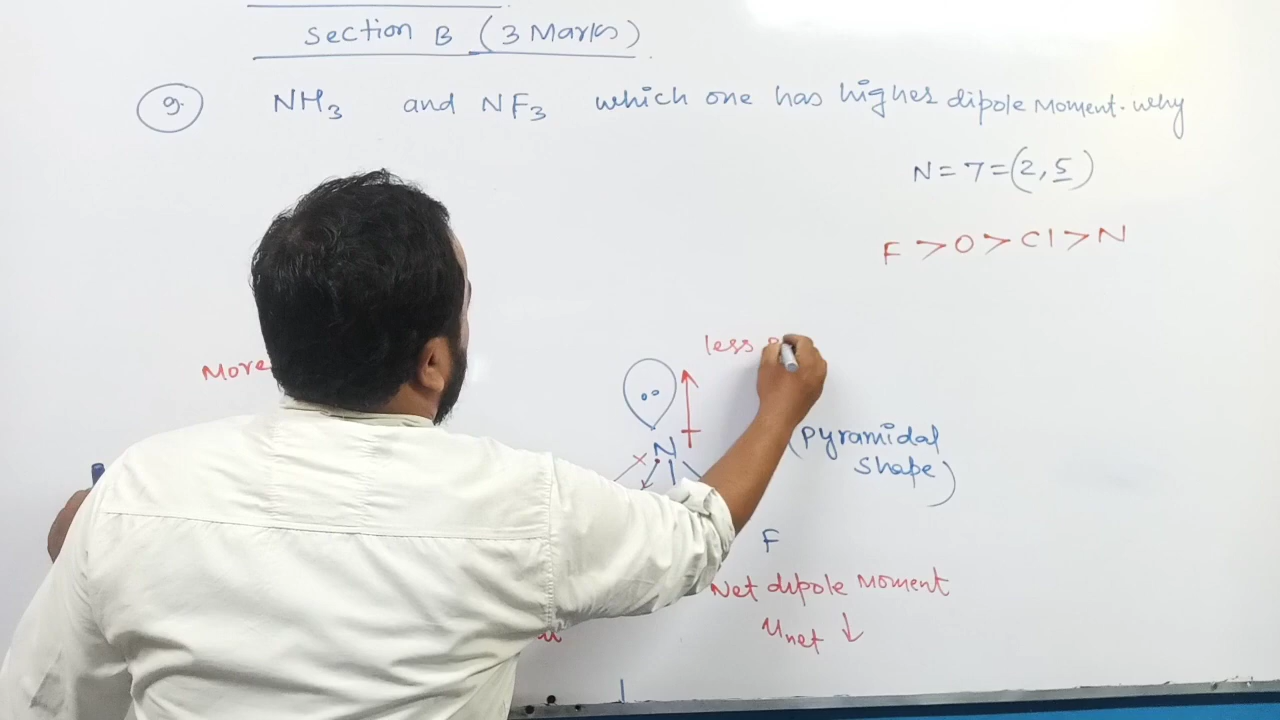 Section B (3 Marks)
9. NH3 and NF3 which one has higher dipole Moment. why
N = 7 = (2, 5)
F > O > Cl > N
less
More
N
(Pyramidal
Shape)
F
Net dipole Moment
μnet ↓